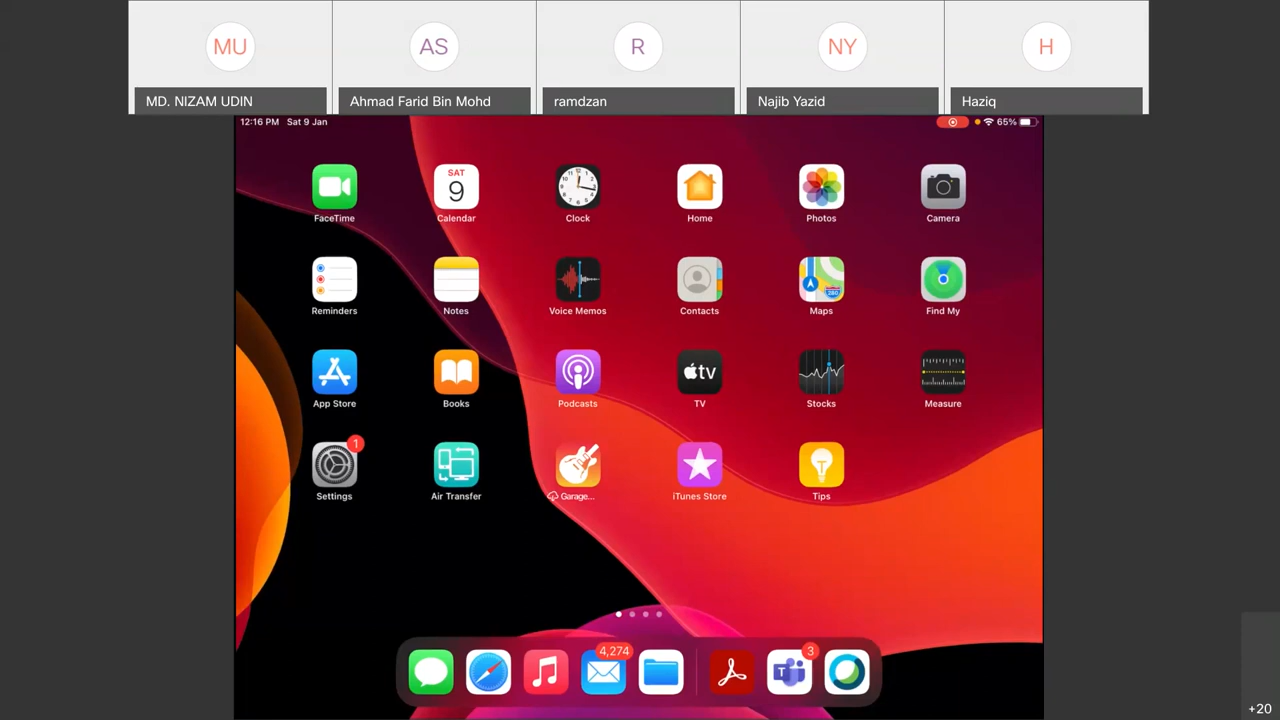 MU AS R NY H
MD. NIZAM UDIN Ahmad Farid Bin Mohd ramdzan Najib Yazid Haziq
12:16 PM Sat 9 Jan 65%
SAT
9
FaceTime Calendar Clock Home Photos Camera
280
Reminders Notes Voice Memos Contacts Maps Find My
tv
App Store Books Podcasts TV Stocks Measure
1
Settings Air Transfer Garage... iTunes Store Tips
4,274 3
T
+20